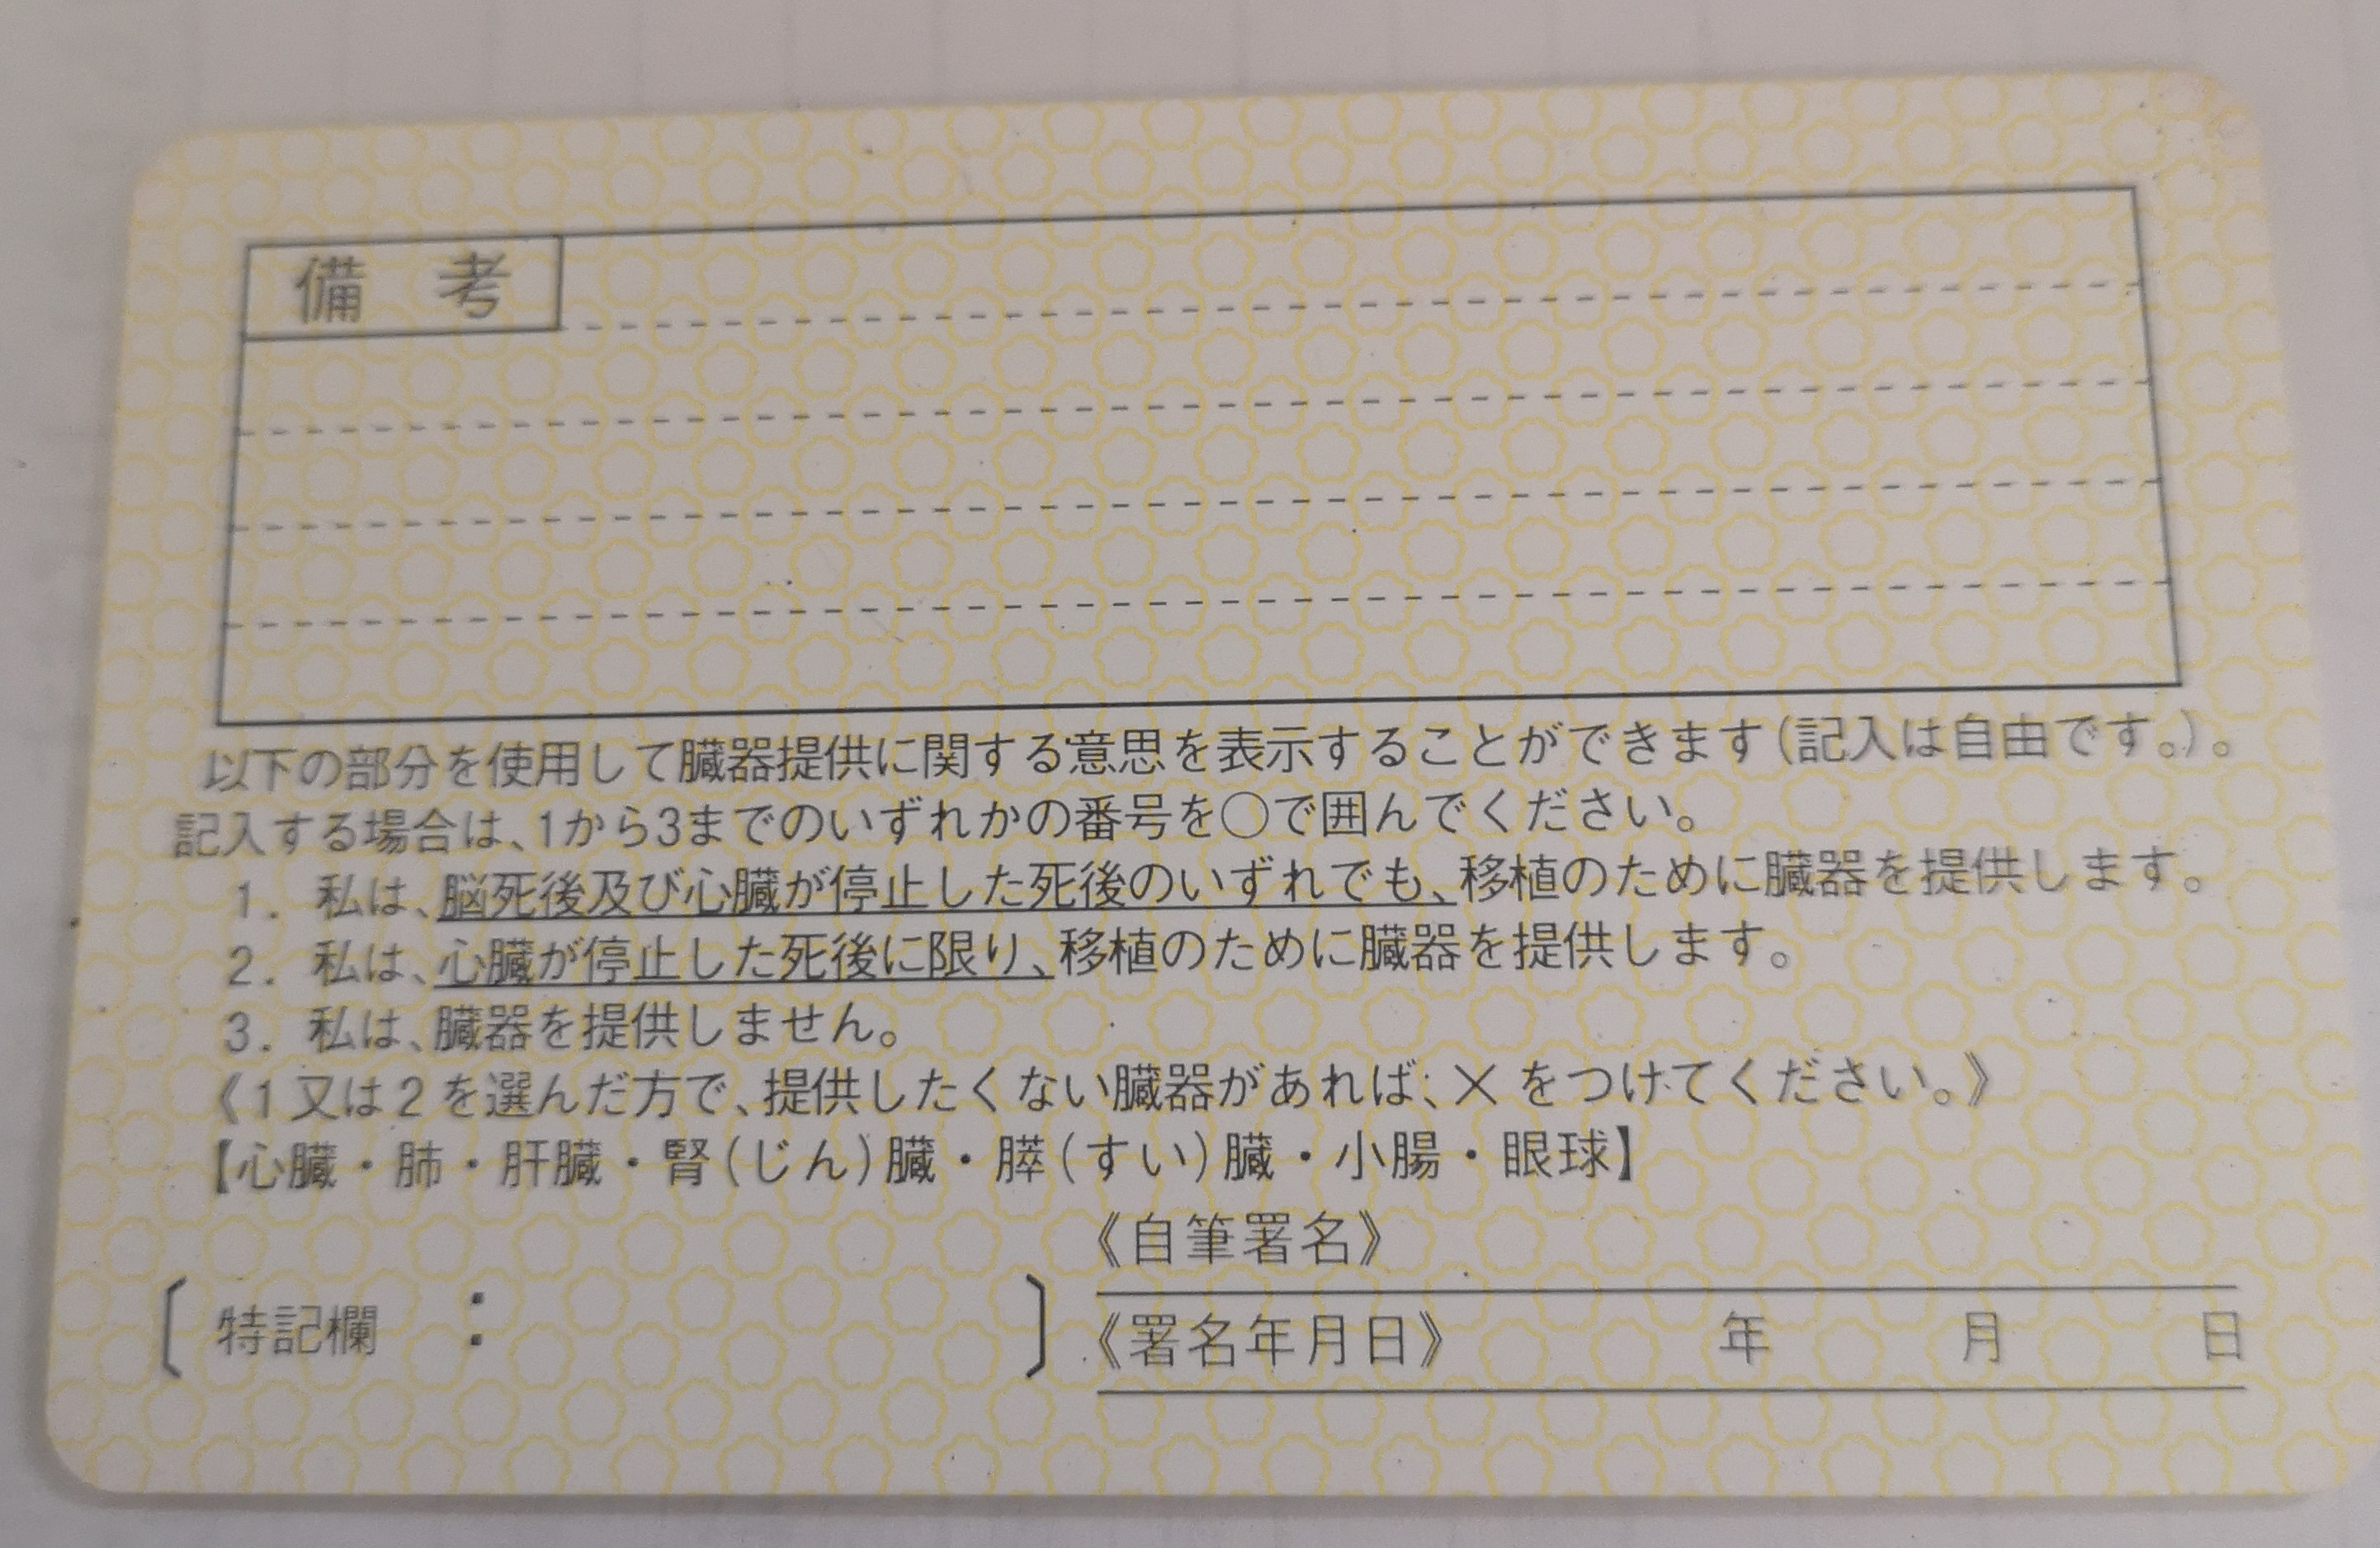 備　考
以下の部分を使用して臓器提供に関する意思を表示することができます(記入は自由です。)。
記入する場合は、1から3までのいずれかの番号を○で囲んでください。
1. 私は、脳死後及び心臓が停止した死後のいずれでも、移植のために臓器を提供します。
2. 私は、心臓が停止した死後に限り、移植のために臓器を提供します。
3. 私は、臓器を提供しません。
《1又は2を選んだ方で、提供したくない臓器があれば、×をつけてください。》
【心臓・肺・肝臓・腎(じん)臓・膵(すい)臓・小腸・眼球】
〔特記欄　：　　　〕
《自筆署名》
《署名年月日》　　　年　　　月　　　日